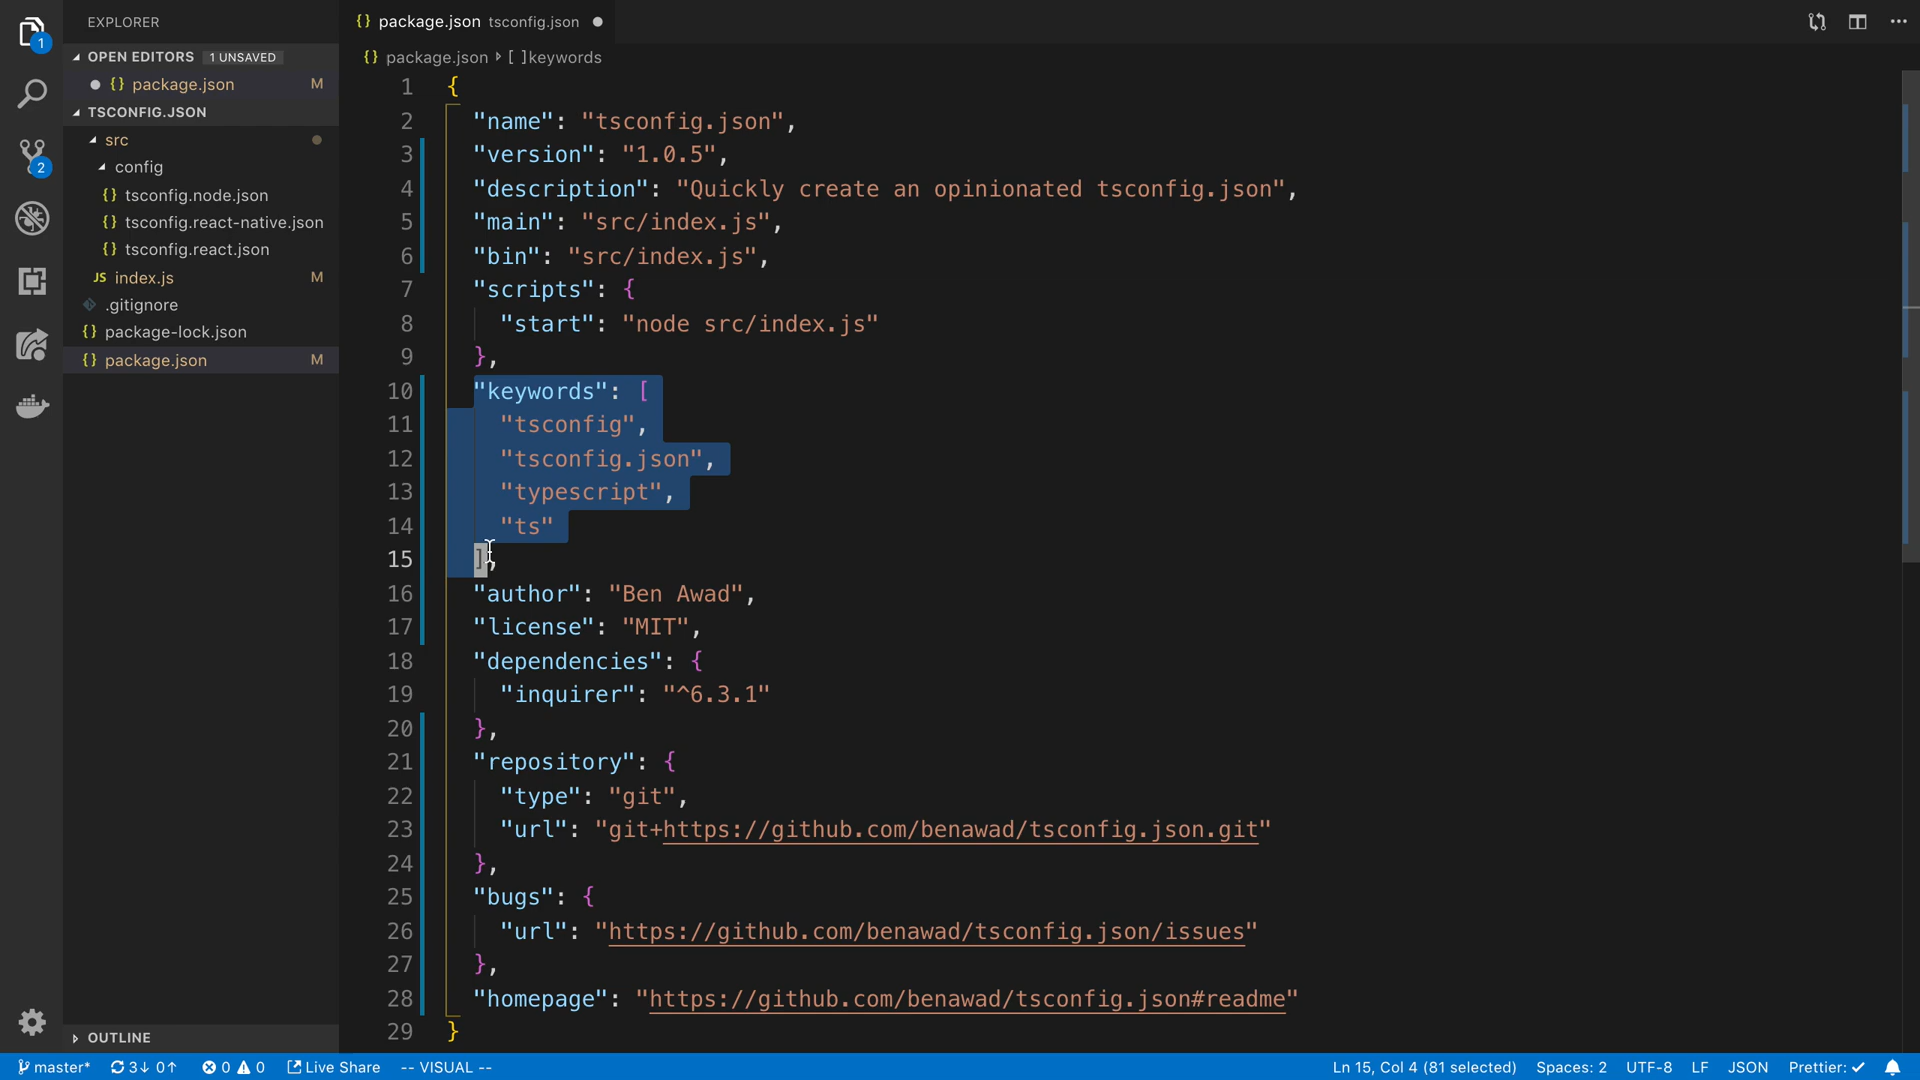 EXPLORER
OPEN EDITORS 1 UNSAVED
{} package.json M
TSCONFIG.JSON
src
config
{} tsconfig.node.json
{} tsconfig.react-native.json
{} tsconfig.react.json
JS index.js M
.gitignore
{} package-lock.json
{} package.json M
OUTLINE
1
2
{} package.json tsconfig.json
{} package.json [ ]keywords
1 {
2 "name": "tsconfig.json",
3 "version": "1.0.5",
4 "description": "Quickly create an opinionated tsconfig.json",
5 "main": "src/index.js",
6 "bin": "src/index.js",
7 "scripts": {
8 "start": "node src/index.js"
9 },
10 "keywords": [
11 "tsconfig",
12 "tsconfig.json",
13 "typescript",
14 "ts"
15 ],
16 "author": "Ben Awad",
17 "license": "MIT",
18 "dependencies": {
19 "inquirer": "^6.3.1"
20 },
21 "repository": {
22 "type": "git",
23 "url": "git+https://github.com/benawad/tsconfig.json.git"
24 },
25 "bugs": {
26 "url": "https://github.com/benawad/tsconfig.json/issues"
27 },
28 "homepage": "https://github.com/benawad/tsconfig.json#readme"
29 }
master* 3↓ 0↑ 0 0 Live Share -- VISUAL -- Ln 15, Col 4 (81 selected) Spaces: 2 UTF-8 LF JSON Prettier: ✓